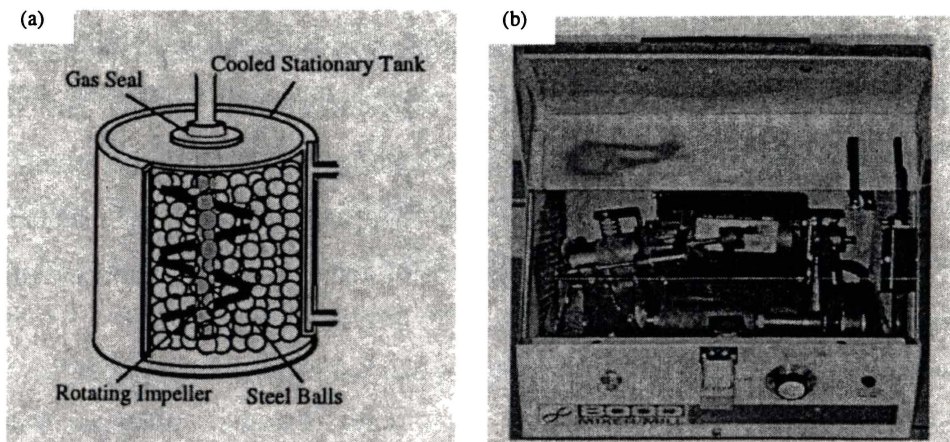 (a)
Gas Seal
Cooled Stationary Tank
Rotating Impeller
Steel Balls
(b)
8000
MIXER/MILL